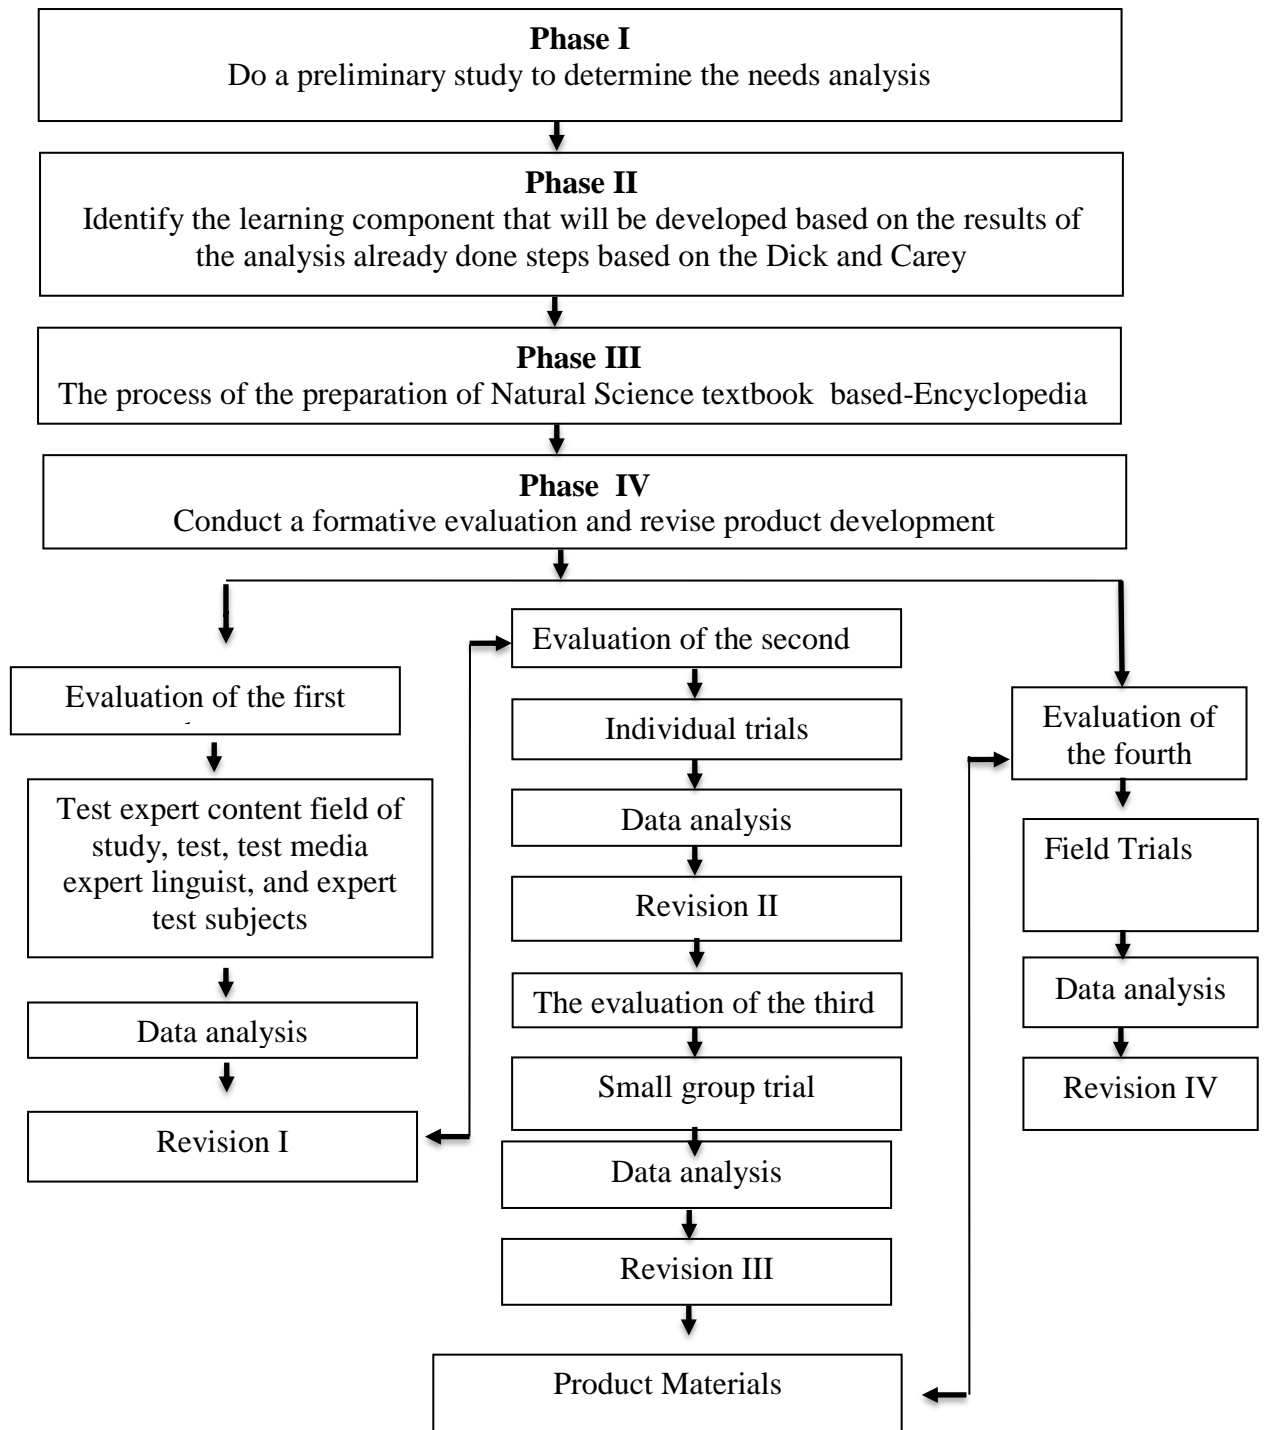 Phase I
Do a preliminary study to determine the needs analysis
Phase II
Identify the learning component that will be developed based on the results of
the analysis already done steps based on the Dick and Carey
Phase III
The process of the preparation of Natural Science textbook based-Encyclopedia
Phase IV
Conduct a formative evaluation and revise product development
Evaluation of the first
Test expert content field of
study, test, test media
expert linguist, and expert
test subjects
Data analysis
Revision I
Evaluation of the second
Individual trials
Data analysis
Revision II
The evaluation of the third
Small group trial
Data analysis
Revision III
Product Materials
Evaluation of
the fourth
Field Trials
Data analysis
Revision IV